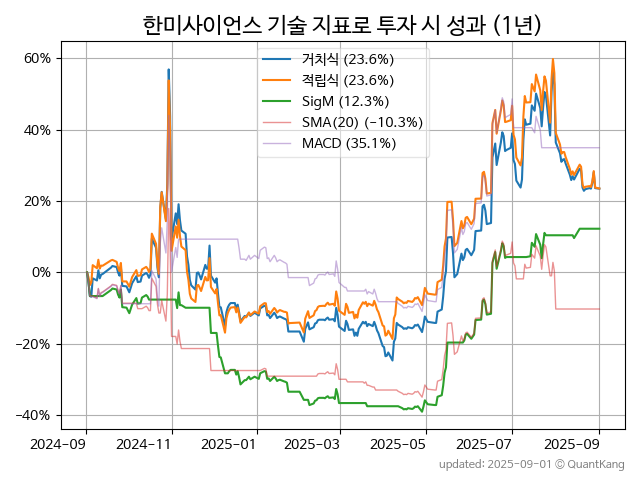 한미사이언스 기술 지표로 투자 시 성과 (1년)
거치식 (23.6%)
적립식 (23.6%)
SigM (12.3%)
SMA(20) (−10.3%)
MACD (35.1%)
60%
40%
20%
0%
−20%
−40%
2024-09 2024-11 2025-01 2025-03 2025-05 2025-07 2025-09
updated: 2025-09-01 © QuantKang